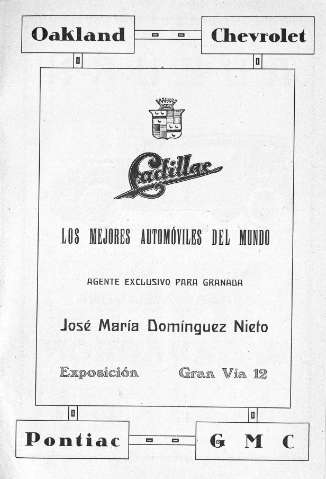 Oakland Chevrolet
Cadillac
LOS MEJORES AUTOMÓVILES DEL MUNDO
AGENTE EXCLUSIVO PARA GRANADA
José María Domínguez Nieto
Exposición Gran Vía 12
Pontiac G M C